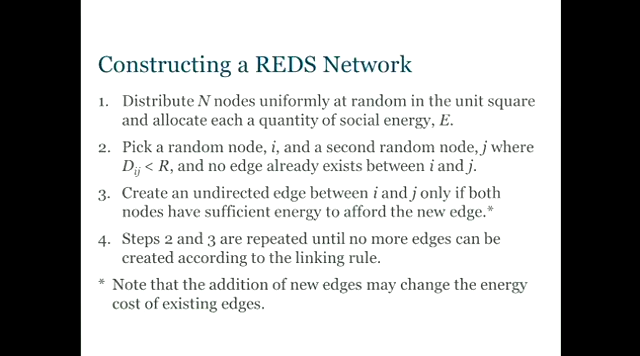 Constructing a REDS Network
1. Distribute N nodes uniformly at random in the unit square
and allocate each a quantity of social energy, E.
2. Pick a random node, i, and a second random node, j where
Dij < R, and no edge already exists between i and j.
3. Create an undirected edge between i and j only if both
nodes have sufficient energy to afford the new edge.*
4. Steps 2 and 3 are repeated until no more edges can be
created according to the linking rule.
* Note that the addition of new edges may change the energy
cost of existing edges.